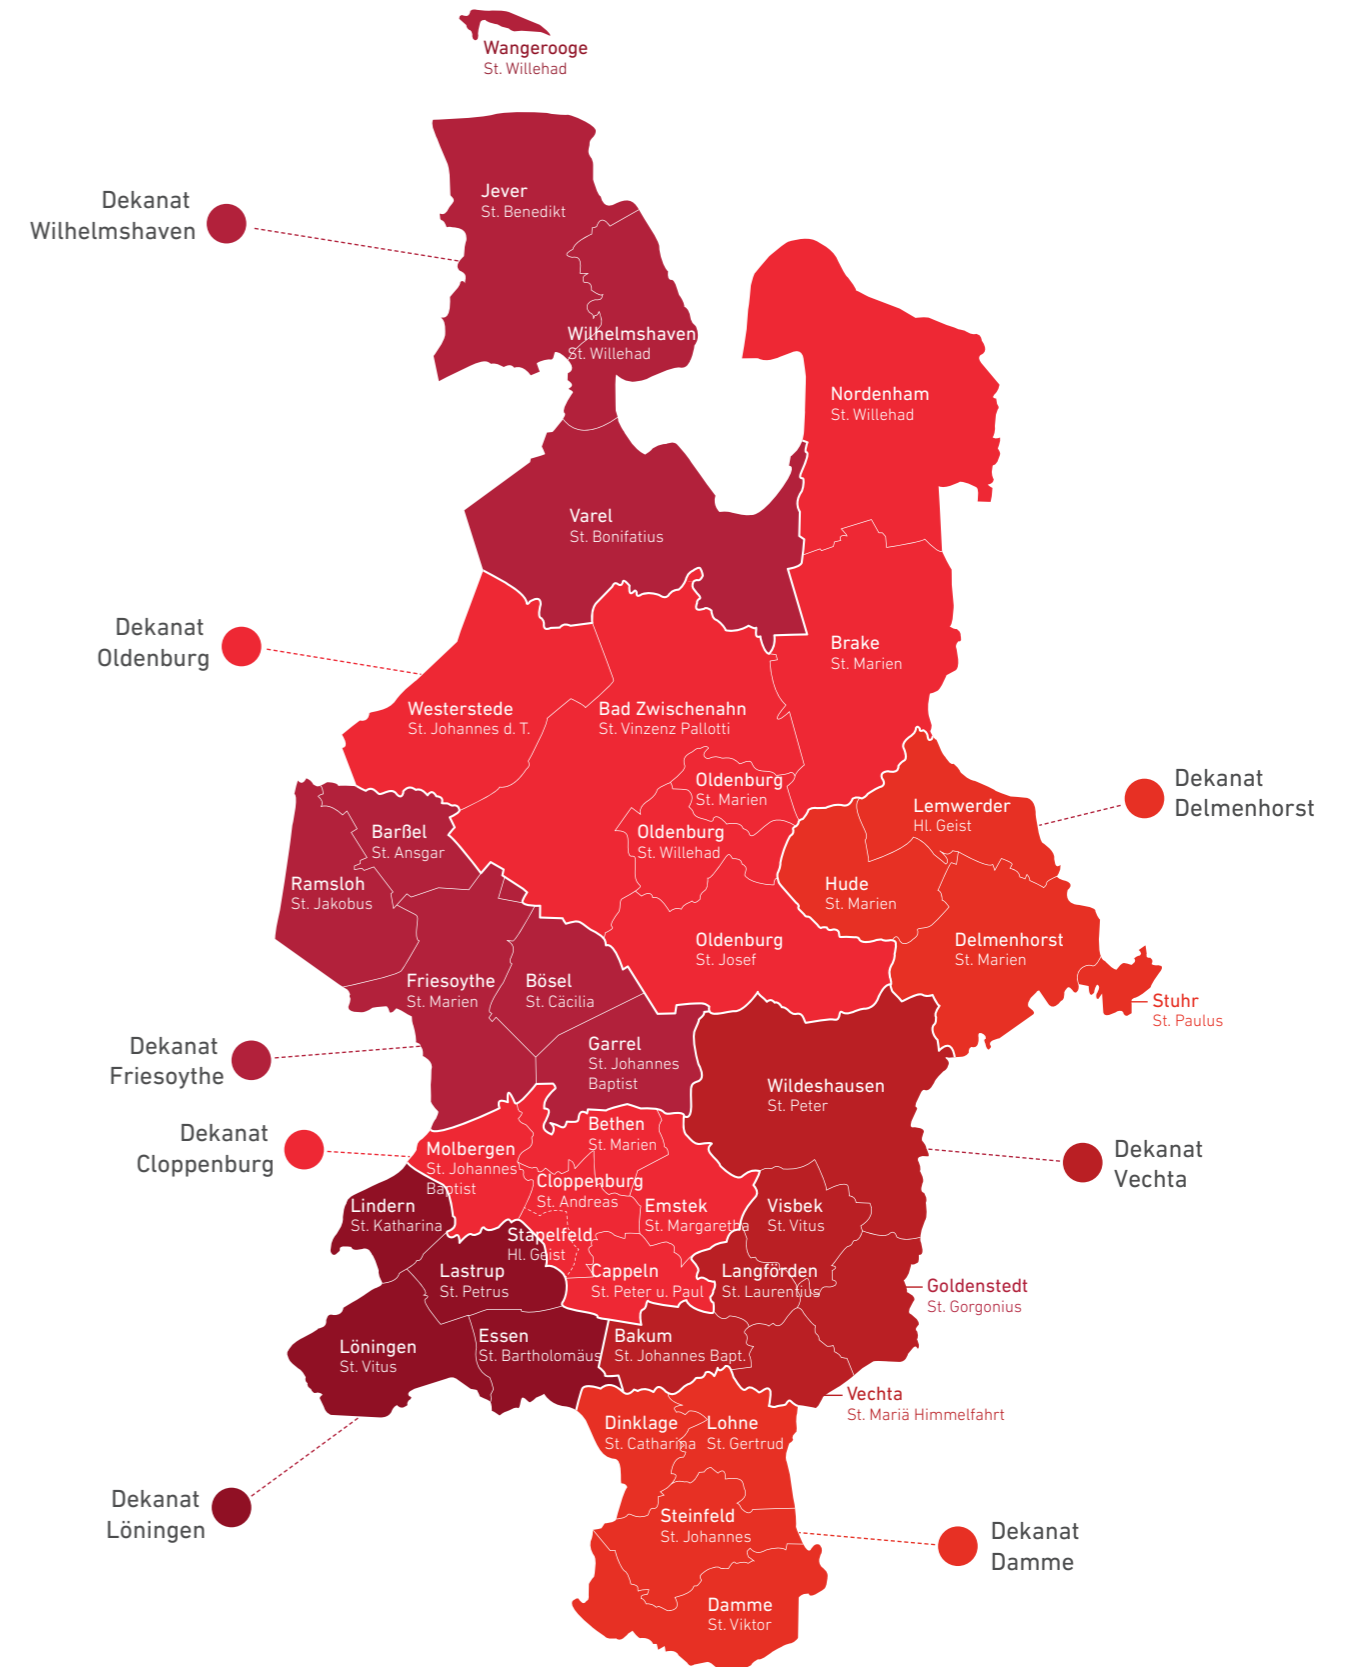 Wangerooge
St. Willehad
Jever
St. Benedikt
Dekanat
Wilhelmshaven
Wilhelmshaven
St. Willehad
Nordenham
St. Willehad
Varel
St. Bonifatius
Dekanat
Oldenburg
Brake
St. Marien
Westerstede
St. Johannes d. T.
Bad Zwischenahn
St. Vinzenz Pallotti
Oldenburg
St. Marien
Dekanat
Delmenhorst
Lemwerder
Hl. Geist
Barßel
St. Ansgar
Oldenburg
St. Willehad
Ramsloh
St. Jakobus
Hude
St. Marien
Oldenburg
St. Josef
Delmenhorst
St. Marien
Friesoythe
St. Marien
Bösel
St. Cäcilia
Stuhr
St. Paulus
Dekanat
Friesoythe
Garrel
St. Johannes
Baptist
Wildeshausen
St. Peter
Dekanat
Cloppenburg
Bethen
St. Marien
Molbergen
St. Johannes
Baptist
Dekanat
Vechta
Cloppenburg
St. Andreas
Lindern
St. Katharina
Emstek
St. Margaretha
Visbek
St. Vitus
Stapelfeld
Hl. Geist
Lastrup
St. Petrus
Cappeln
St. Peter u. Paul
Langförden
St. Laurentius
Goldenstedt
St. Gorgonius
Löningen
St. Vitus
Essen
St. Bartholomäus
Bakum
St. Johannes Bapt.
Vechta
St. Mariä Himmelfahrt
Dinklage
St. Catharina
Lohne
St. Gertrud
Dekanat
Löningen
Steinfeld
St. Johannes
Dekanat
Damme
Damme
St. Viktor